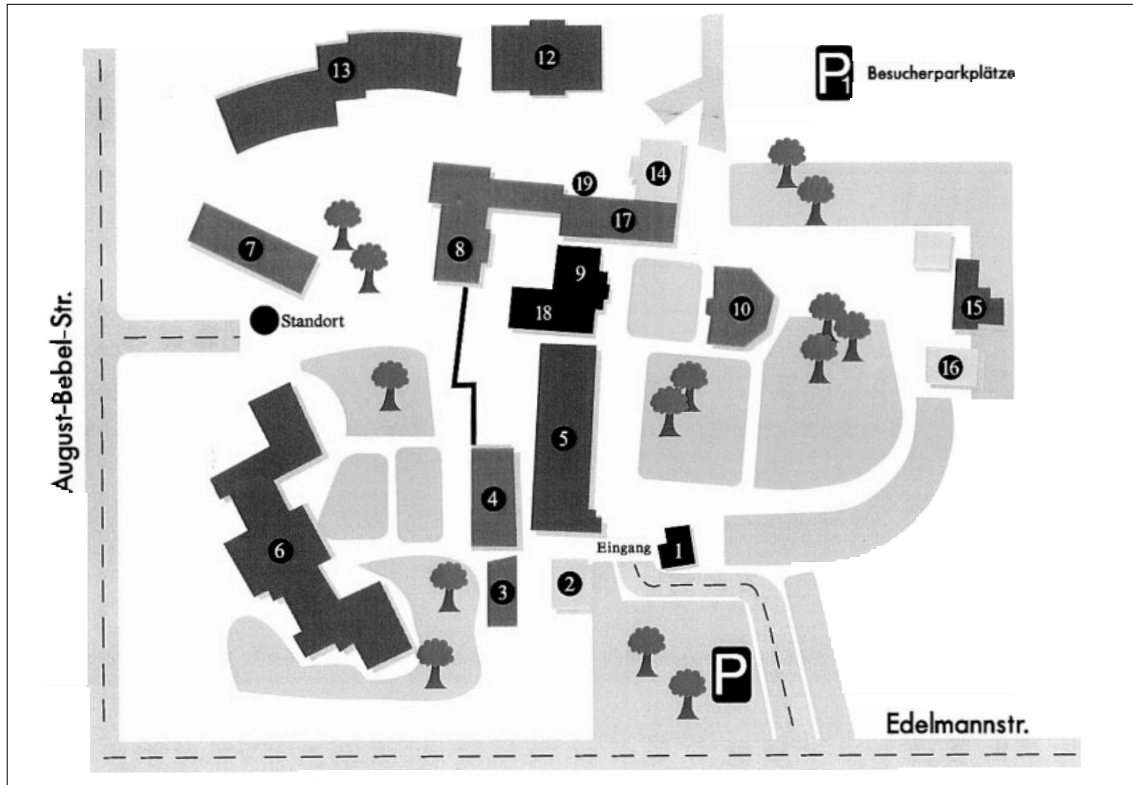 12
13
P1 Besucherparkplätze
14
19
17
7
8
9
10
15
18
Standort
16
August-Bebel-Str.
5
4
6
Eingang 1
3
2
P
Edelmannstr.